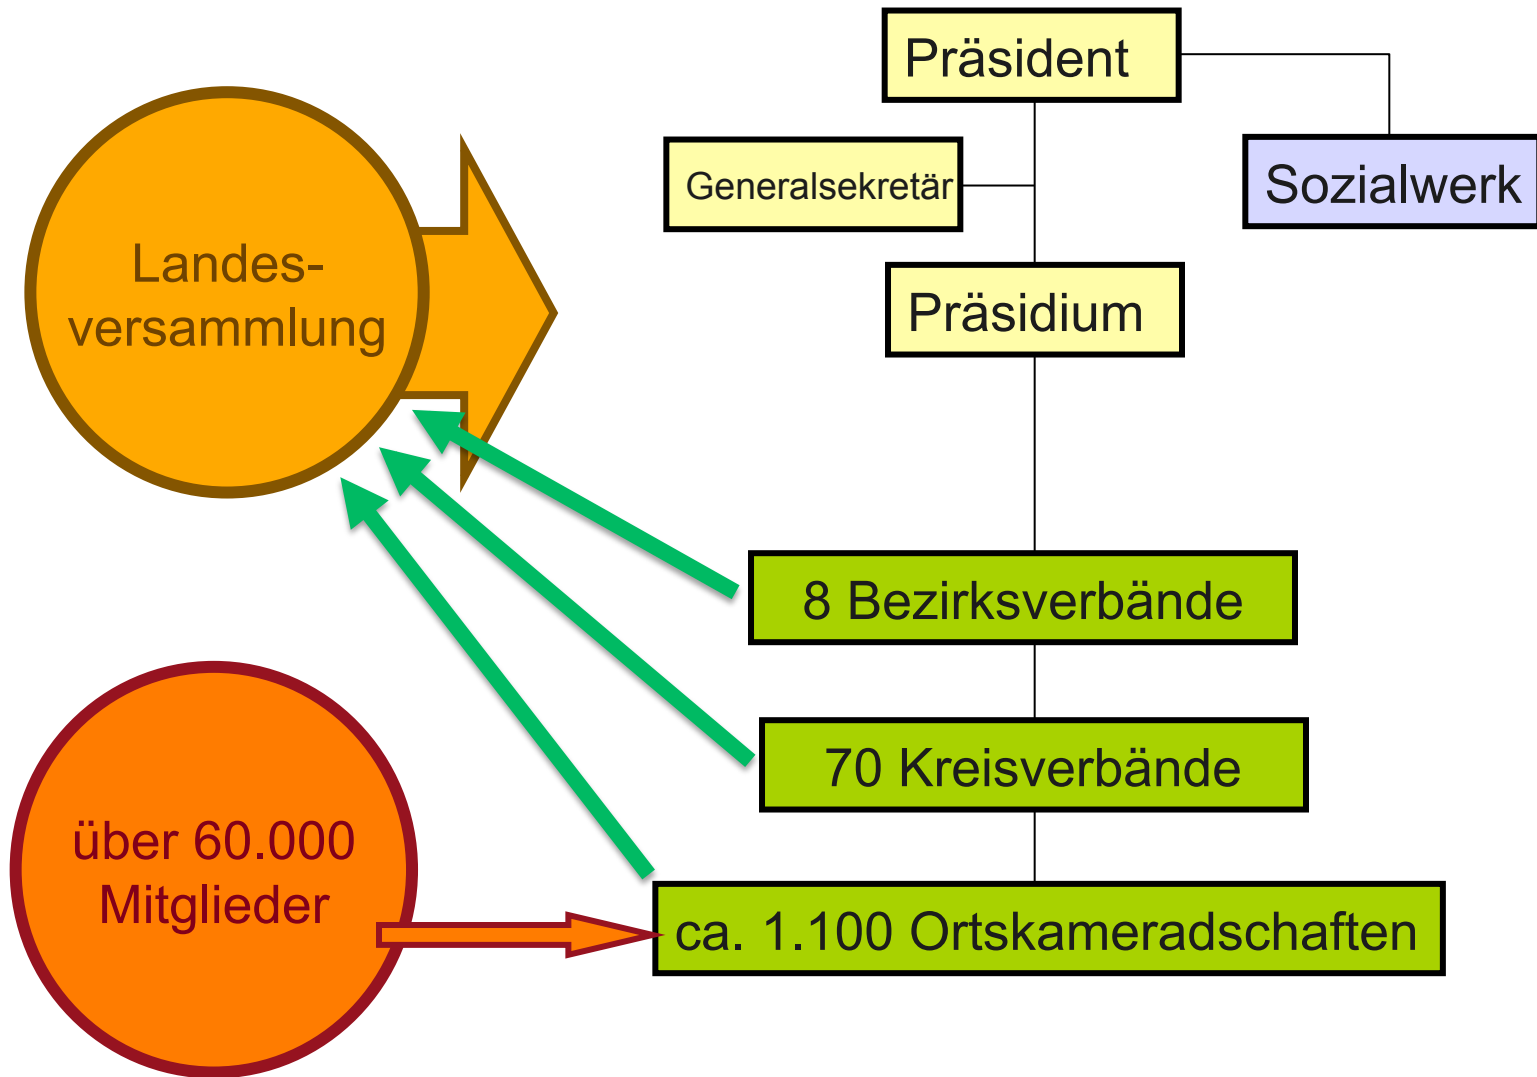 Präsident
Generalsekretär
Sozialwerk
Landes-
versammlung
Präsidium
8 Bezirksverbände
70 Kreisverbände
über 60.000
Mitglieder
ca. 1.100 Ortskameradschaften